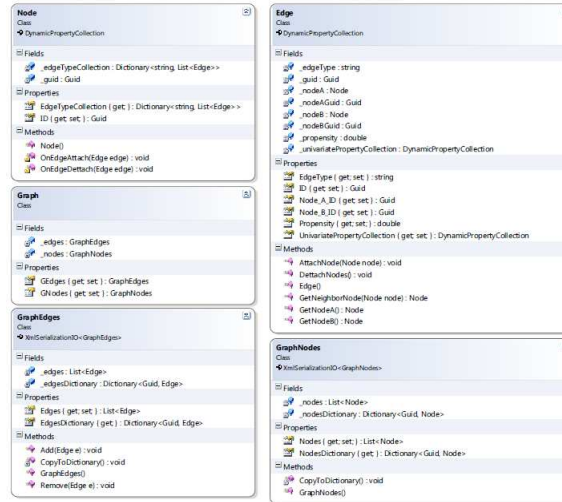 Node
Class
DynamicPropertyCollection
Fields
_edgeTypeCollection : Dictionary<string, List<Edge>>
_guid : Guid
Properties
EdgeTypeCollection { get; } : Dictionary<string, List<Edge>>
ID { get; set; } : Guid
Methods
Node()
OnEdgeAttach(Edge edge) : void
OnEdgeDettach(Edge edge) : void
Graph
Class
Fields
_edges : GraphEdges
_nodes : GraphNodes
Properties
GEdges { get; set; } : GraphEdges
GNodes { get; set; } : GraphNodes
GraphEdges
Class
XmlSerializationIO<GraphEdges>
Fields
_edges : List<Edge>
_edgesDictionary : Dictionary<Guid, Edge>
Properties
Edges { get; set; } : List<Edge>
EdgesDictionary { get; } : Dictionary<Guid, Edge>
Methods
Add(Edge e) : void
CopyToDictionary() : void
GraphEdges()
Remove(Edge e) : void
Edge
Class
DynamicPropertyCollection
Fields
_edgeType : string
_guid : Guid
_nodeA : Node
_nodeAGuid : Guid
_nodeB : Node
_nodeBGuid : Guid
_propensity : double
_univariatePropertyCollection : DynamicPropertyCollection
Properties
EdgeType { get; set; } : string
ID { get; set; } : Guid
Node_A_ID { get; set; } : Guid
Node_B_ID { get; set; } : Guid
Propensity { get; set; } : double
UnivariatePropertyCollection { get; set; } : DynamicPropertyCollection
Methods
AttachNode(Node node) : void
DettachNodes() : void
Edge()
GetNeighborNode(Node node) : Node
GetNodeA() : Node
GetNodeB() : Node
GraphNodes
Class
XmlSerializationIO<GraphNodes>
Fields
_nodes : List<Node>
_nodesDictionary : Dictionary<Guid, Node>
Properties
Nodes { get; set; } : List<Node>
NodesDictionary { get; } : Dictionary<Guid, Node>
Methods
CopyToDictionary() : void
GraphNodes()